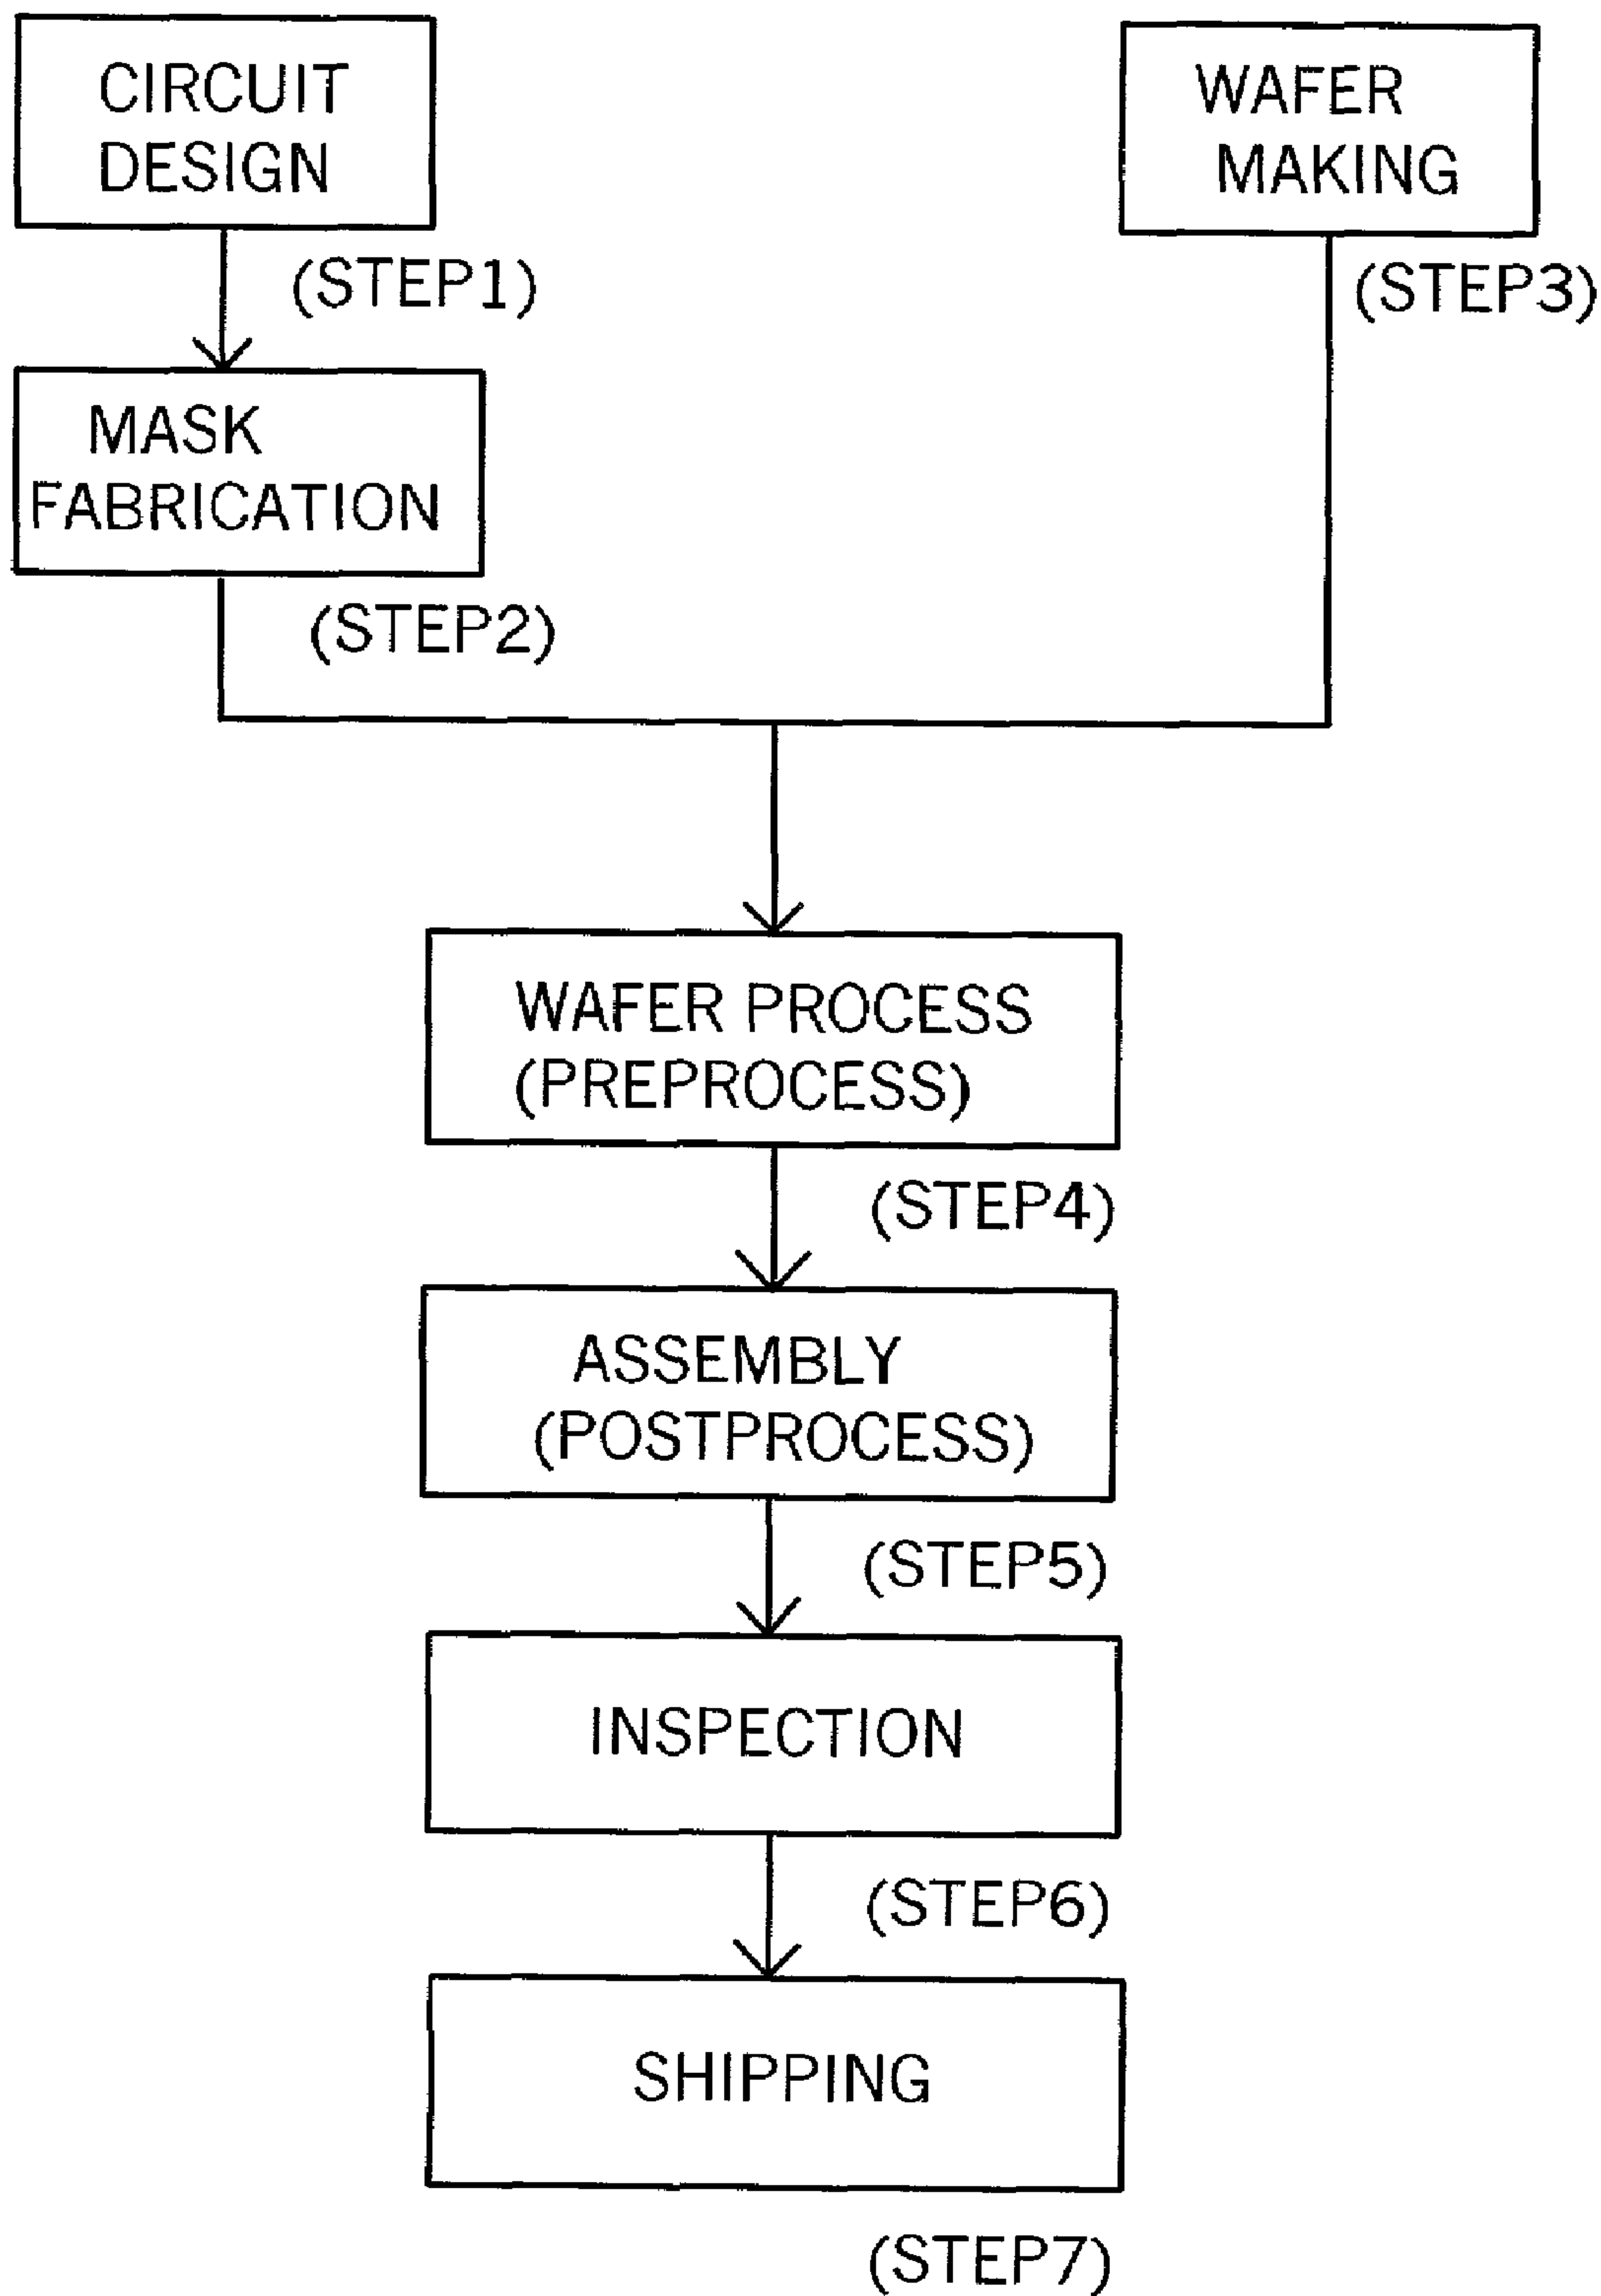 CIRCUIT
DESIGN
(STEP1)
MASK
FABRICATION
(STEP2)
WAFER
MAKING
(STEP3)
WAFER PROCESS
(PREPROCESS)
(STEP4)
ASSEMBLY
(POSTPROCESS)
(STEP5)
INSPECTION
(STEP6)
SHIPPING
(STEP7)